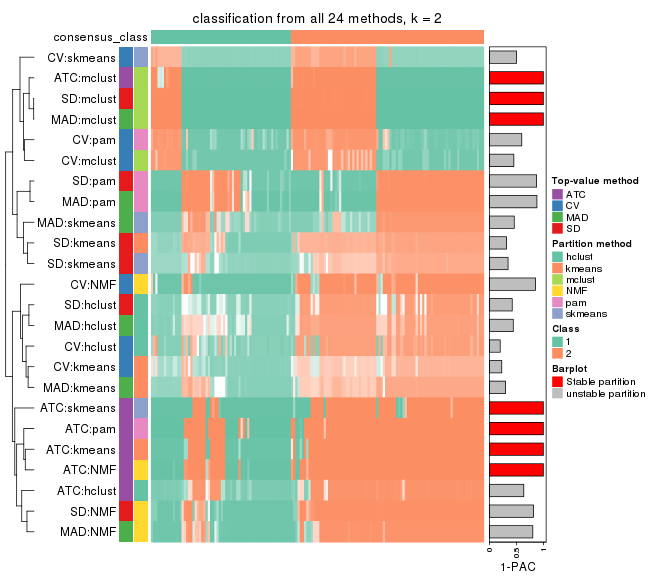 classification from all 24 methods, k = 2
consensus_class
CV:skmeans
ATC:mclust
SD:mclust
MAD:mclust
CV:pam
CV:mclust
SD:pam
MAD:pam
MAD:skmeans
SD:kmeans
SD:skmeans
CV:NMF
SD:hclust
MAD:hclust
CV:hclust
CV:kmeans
MAD:kmeans
ATC:skmeans
ATC:pam
ATC:kmeans
ATC:NMF
ATC:hclust
SD:NMF
MAD:NMF
0
0.5
1
1-PAC
Top-value method
ATC
CV
MAD
SD
Partition method
hclust
kmeans
mclust
NMF
pam
skmeans
Class
1
2
Barplot
Stable partition
unstable partition